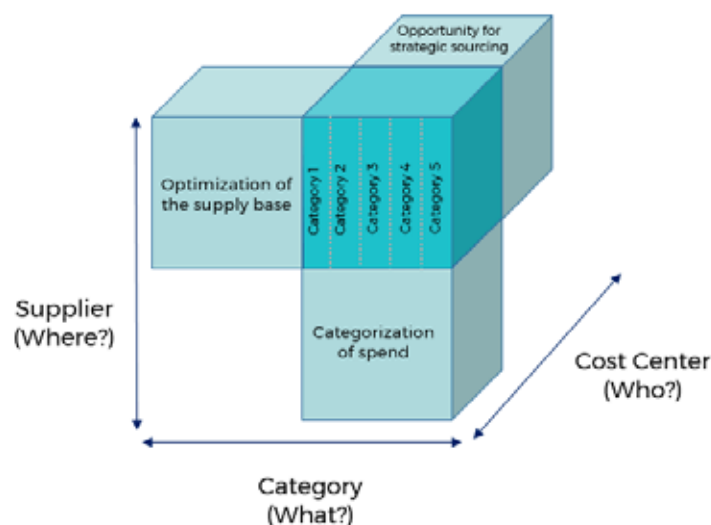 Opportunity for
strategic sourcing
Optimization of
the supply base
Category 1
Category 2
Category 3
Category 4
Category 5
Supplier
(Where?)
Categorization
of spend
Cost Center
(Who?)
Category
(What?)